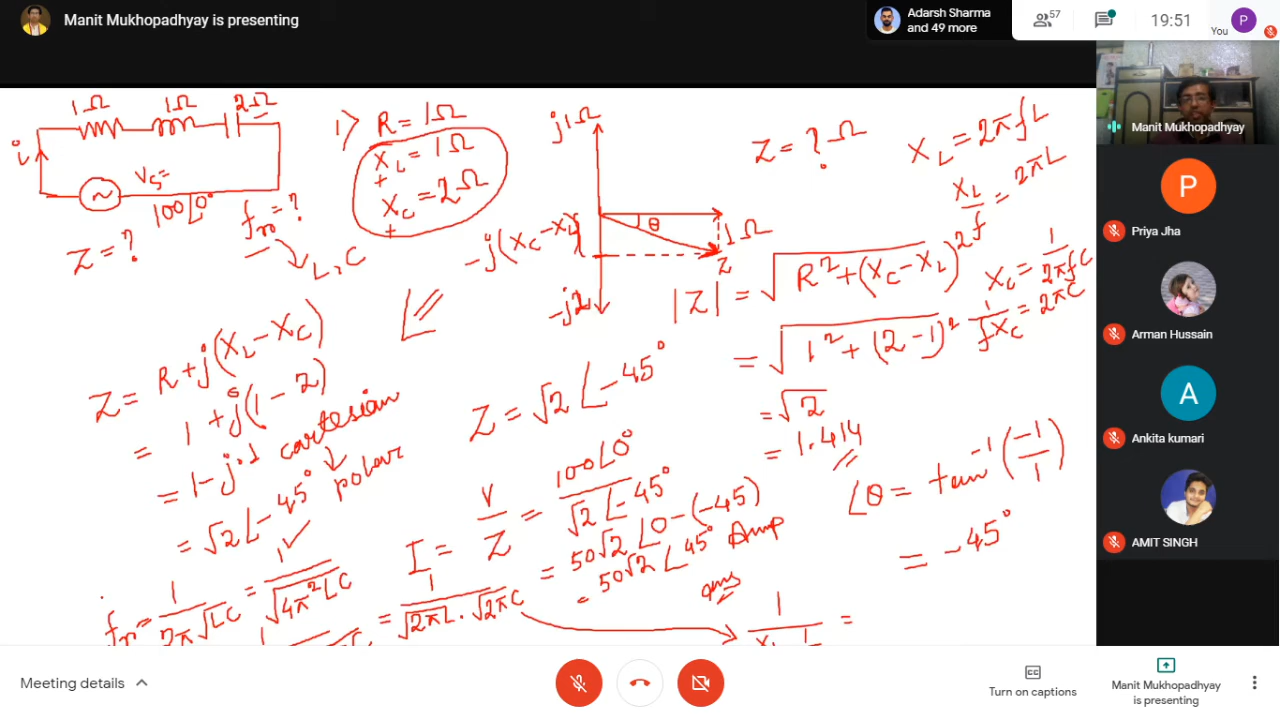 Manit Mukhopadhyay is presenting
Adarsh Sharma
and 49 more
57
19:51
You
P
1Ω 1Ω 2Ω
i
Vs=
100∠0°
Z = ?
fro = ?
L, C
1> R = 1Ω
XL = 1Ω
+
XC = 2Ω
+
j1Ω
θ
1Ω
Z
-j(XC-XL)
-j2
Z = ? Ω
XL = 2πfL
XL/f = 2πL
XC = 1/2πfC
1/fXC = 2πC
|Z| = √R²+(XC-XL)²
= √1²+(2-1)²
= √2
= 1.414
∠θ = tan⁻¹(-1/1)
= -45°
Z = R+j(XL-XC)
= 1+j(1-2)
= 1-j.1 cartesian
polar
= √2∠-45°
Z = √2∠-45°
I = V/Z = 100∠0°/√2∠-45°
= 50√2∠0-(-45)
= 50√2∠45° Amp
ans
fro = 1/2π√LC = 1/√4π²LC
= 1/√2πL.√2πC
1
=
Manit Mukhopadhyay
P
Priya Jha
Arman Hussain
A
Ankita kumari
AMIT SINGH
Meeting details
CC
Turn on captions
Manit Mukhopadhyay
is presenting